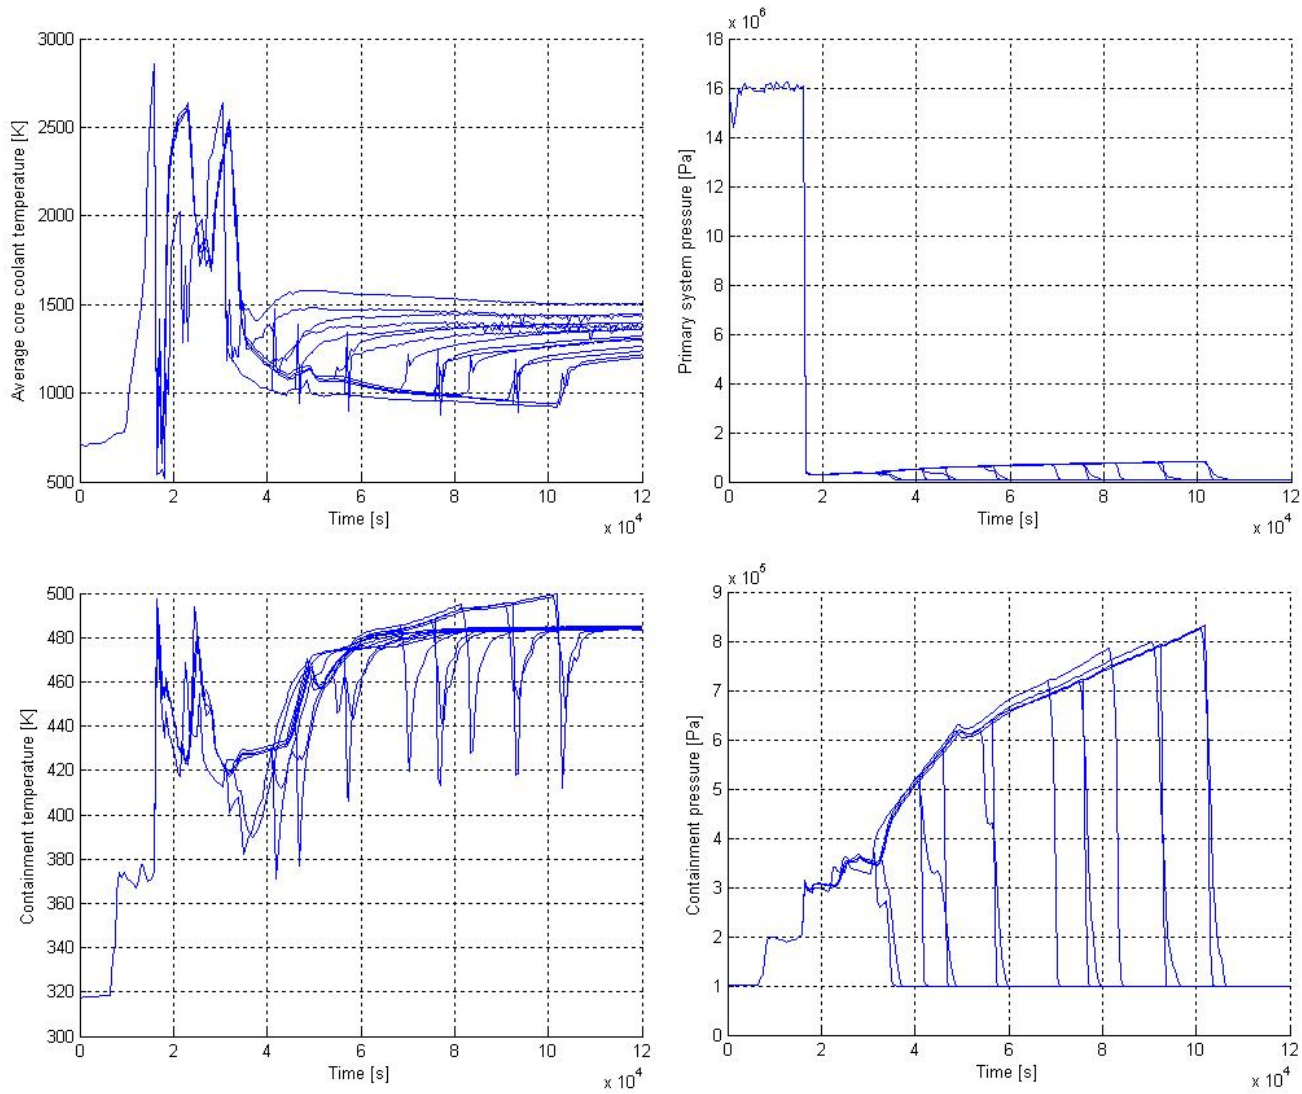 3000
2500
2000
1500
1000
500
Average core coolant temperature [K]
0 2 4 6 8 10 12
Time [s]
x 10^4
x 10^6
18
16
14
12
10
8
6
4
2
0
Primary system pressure [Pa]
0 2 4 6 8 10 12
Time [s]
x 10^4
500
480
460
440
420
400
380
360
340
320
300
Containment temperature [K]
0 2 4 6 8 10 12
Time [s]
x 10^4
x 10^5
9
8
7
6
5
4
3
2
1
0
Containment pressure [Pa]
0 2 4 6 8 10 12
Time [s]
x 10^4